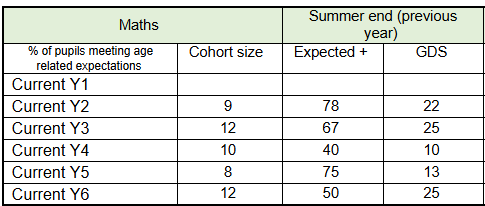 Maths Summer end (previous year)
% of pupils meeting age related expectations Cohort size Expected + GDS
Current Y1
Current Y2 9 78 22
Current Y3 12 67 25
Current Y4 10 40 10
Current Y5 8 75 13
Current Y6 12 50 25